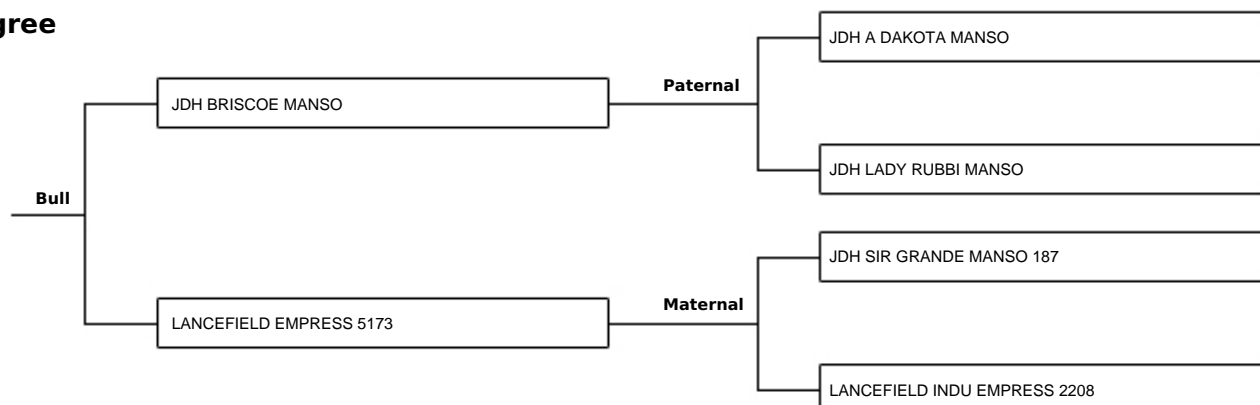 gree
JDH A DAKOTA MANSO
Paternal
JDH BRISCOE MANSO
JDH LADY RUBBI MANSO
Bull
JDH SIR GRANDE MANSO 187
Maternal
LANCEFIELD EMPRESS 5173
LANCEFIELD INDU EMPRESS 2208